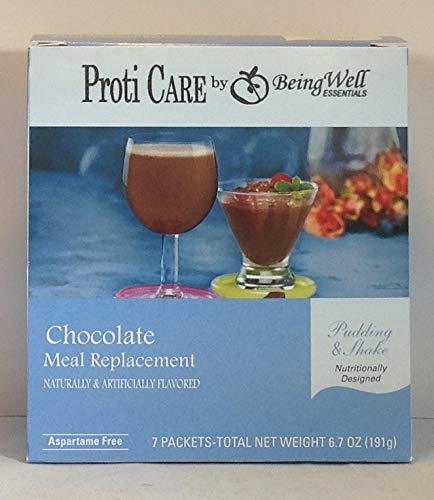 Proti CARE by BeingWell
ESSENTIALS
Chocolate
Meal Replacement
NATURALLY & ARTIFICIALLY FLAVORED
Pudding
& Shake
Nutritionally
Designed
Aspartame Free
7 PACKETS-TOTAL NET WEIGHT 6.7 OZ (191g)